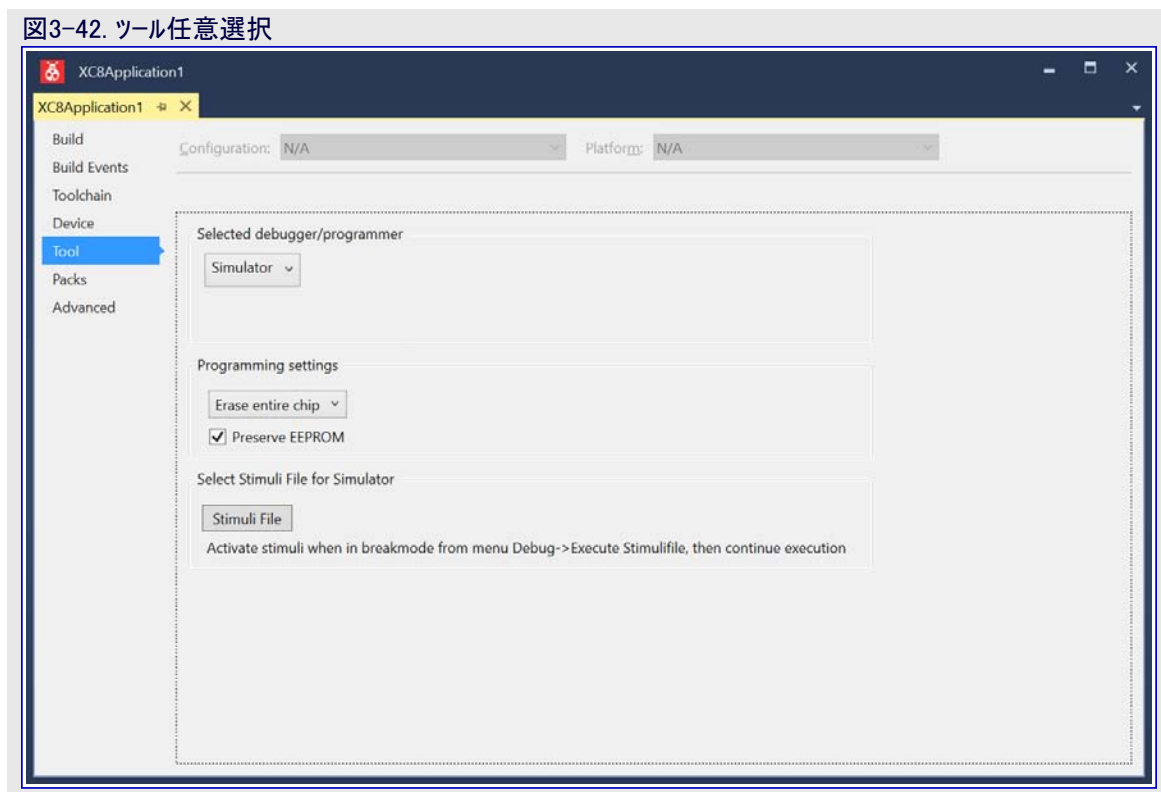 図3-42. ツール任意選択
XC8Application1
XC8Application1
Build
Build Events
Toolchain
Device
Tool
Packs
Advanced
Configuration: N/A Platform: N/A
Selected debugger/programmer
Simulator
Programming settings
Erase entire chip
Preserve EEPROM
Select Stimuli File for Simulator
Stimuli File
Activate stimuli when in breakmode from menu Debug->Execute Stimulifile, then continue execution